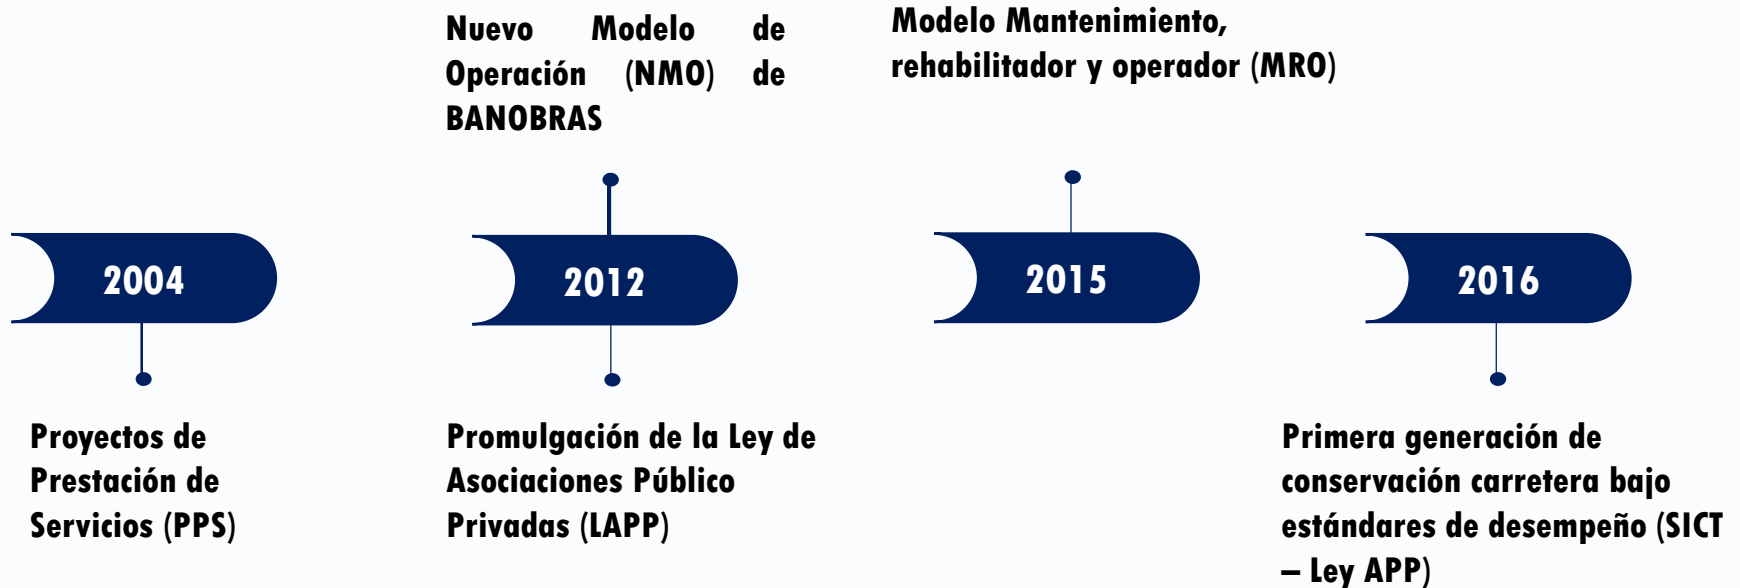 Nuevo Modelo de
Operación (NMO) de
BANOBRAS
Modelo Mantenimiento,
rehabilitador y operador (MRO)
2004
2012
2015
2016
Proyectos de
Prestación de
Servicios (PPS)
Promulgación de la Ley de
Asociaciones Público
Privadas (LAPP)
Primera generación de
conservación carretera bajo
estándares de desempeño (SICT
– Ley APP)